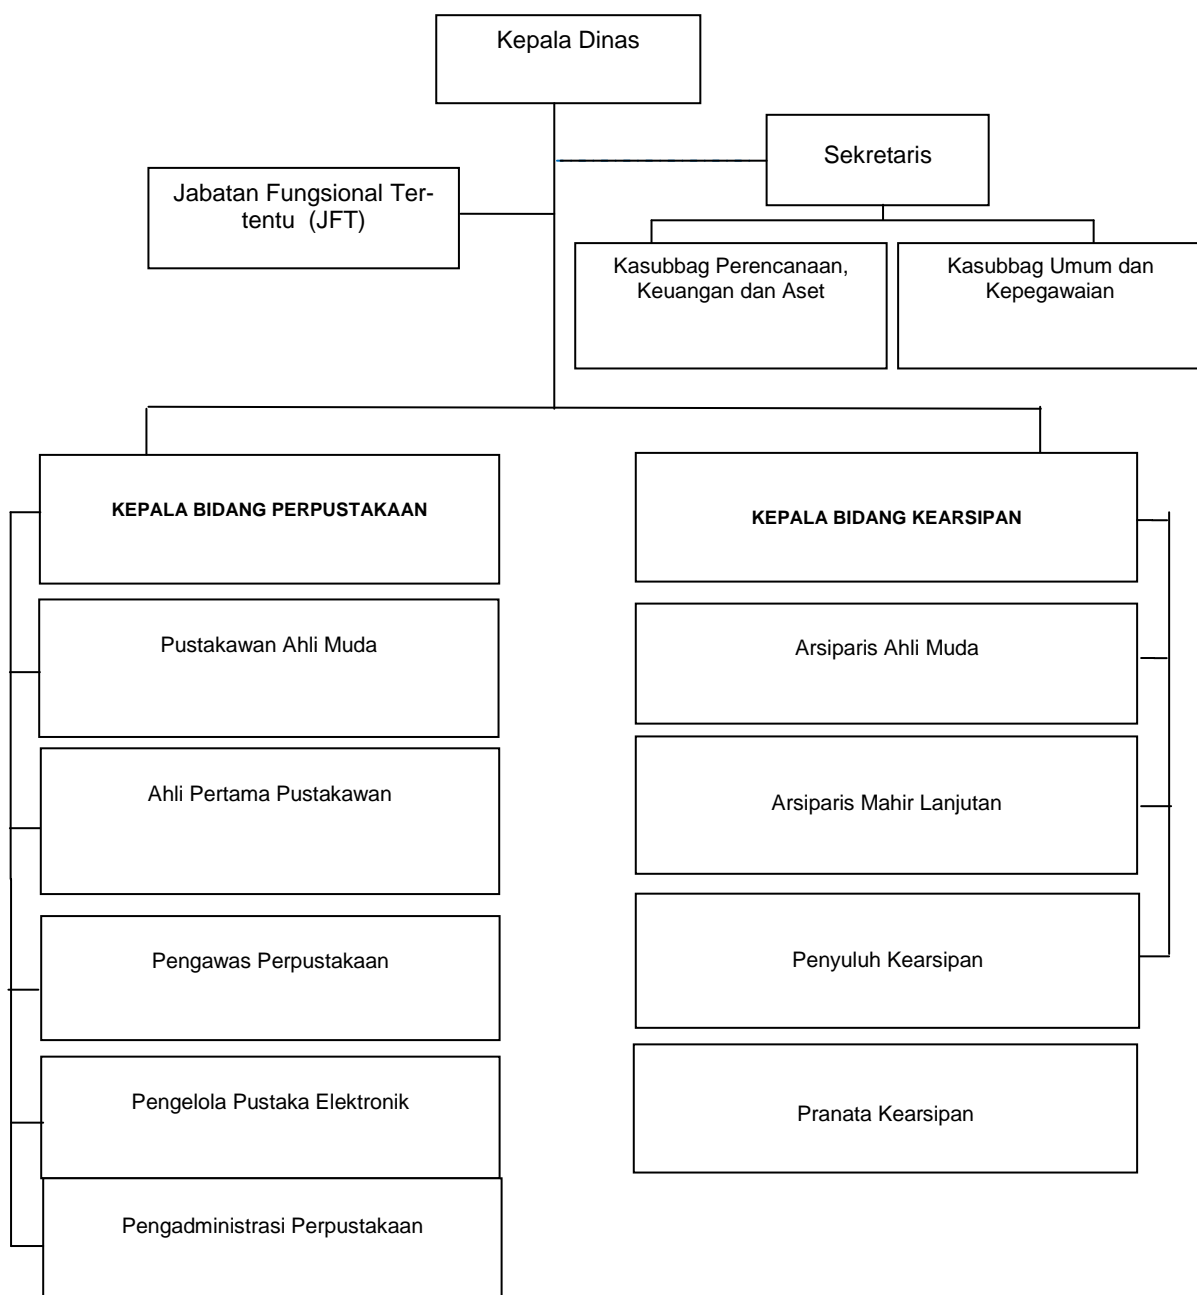 Kepala Dinas
Sekretaris
Jabatan Fungsional Ter-
tentu (JFT)
Kasubbag Perencanaan,
Keuangan dan Aset
Kasubbag Umum dan
Kepegawaian
KEPALA BIDANG PERPUSTAKAAN
KEPALA BIDANG KEARSIPAN
Pustakawan Ahli Muda
Arsiparis Ahli Muda
Ahli Pertama Pustakawan
Arsiparis Mahir Lanjutan
Pengawas Perpustakaan
Penyuluh Kearsipan
Pengelola Pustaka Elektronik
Pranata Kearsipan
Pengadministrasi Perpustakaan